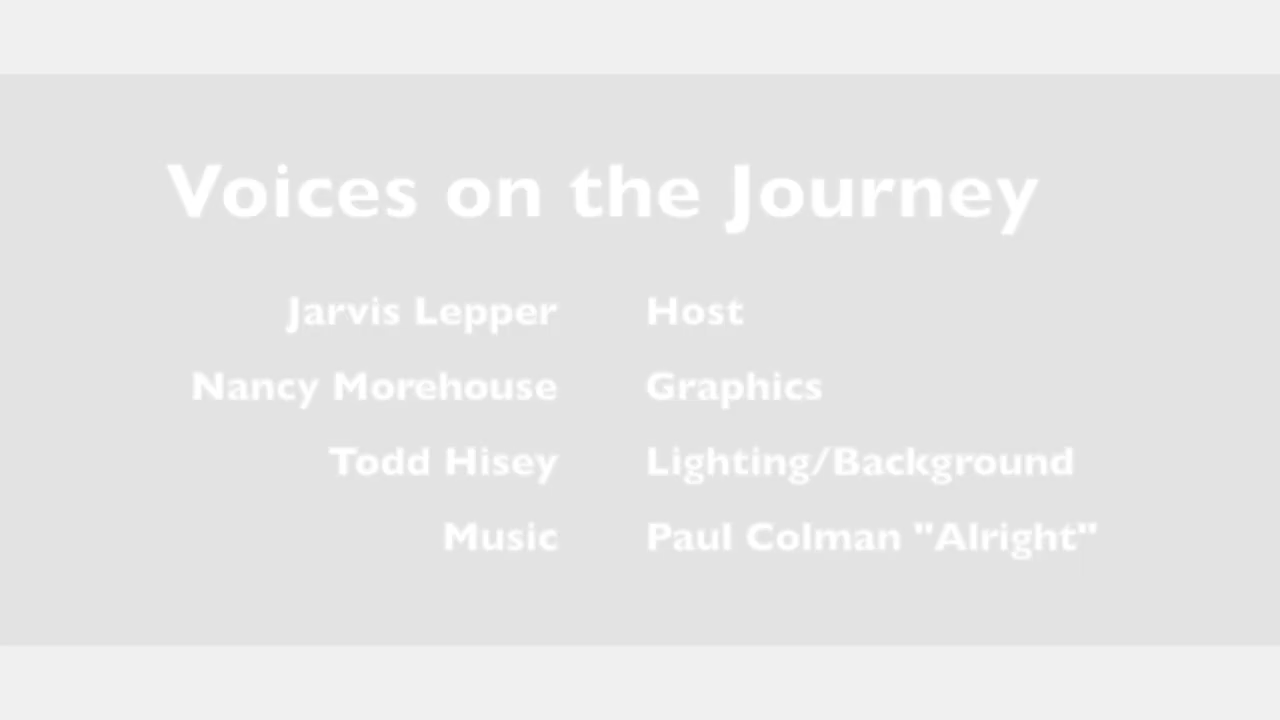 Voices on the Journey
Jarvis Lepper Host
Nancy Morehouse Graphics
Todd Hisey Lighting/Background
Music Paul Colman "Alright"